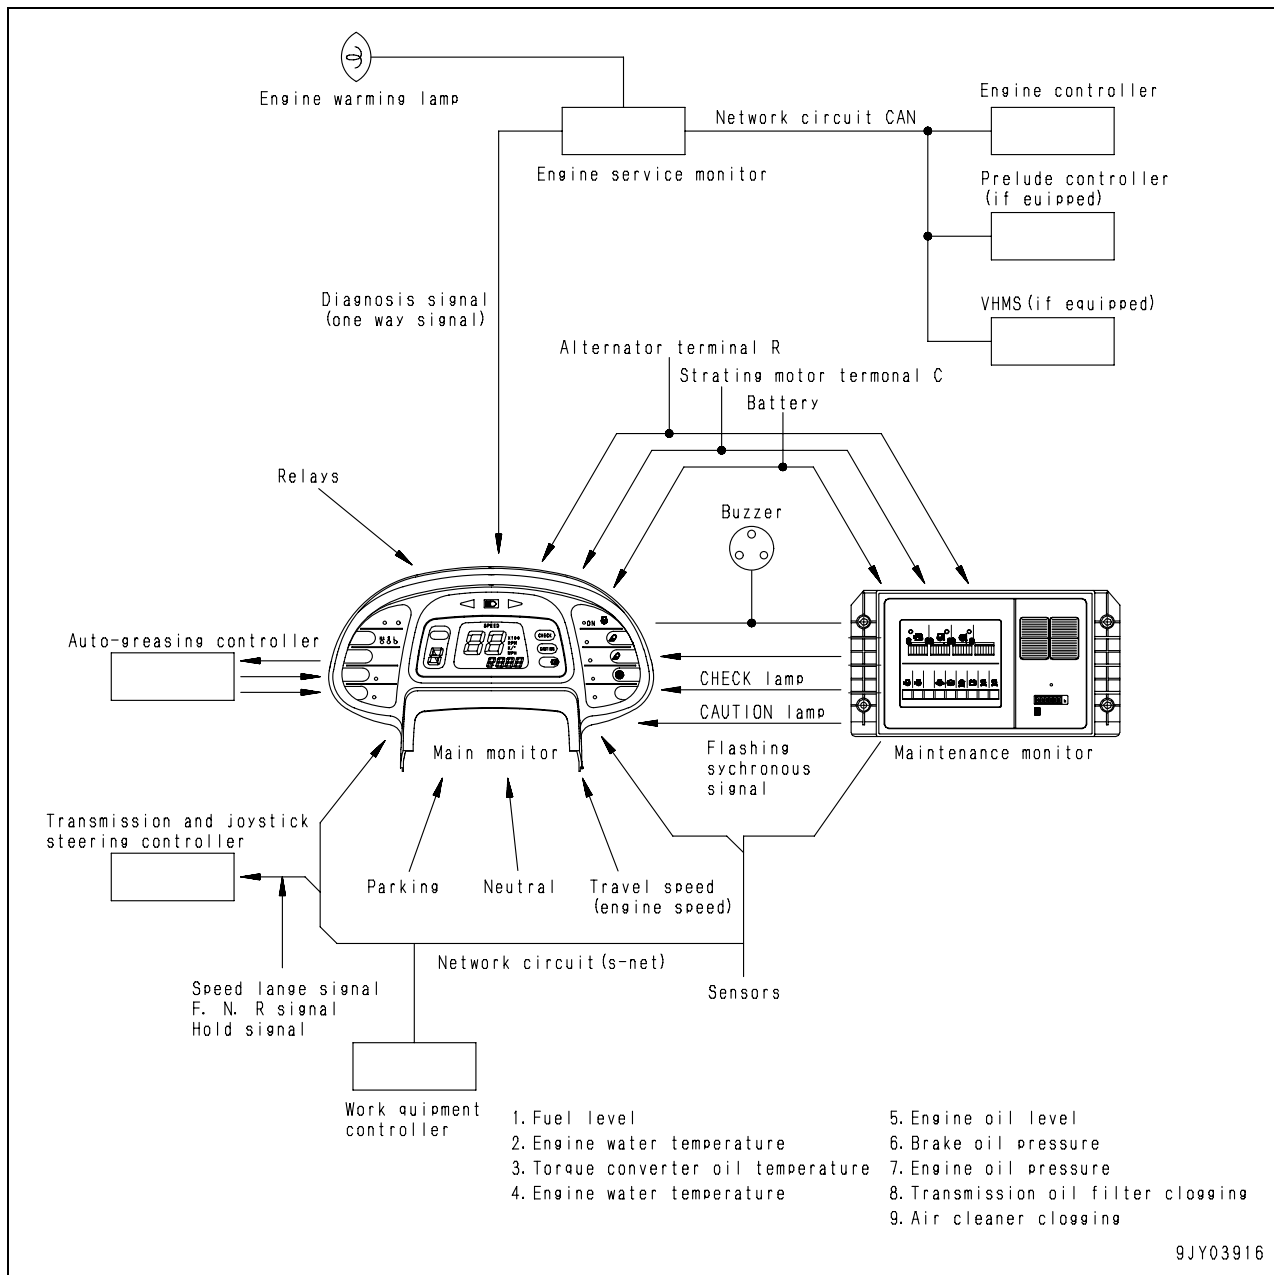 Engine warming lamp
Engine controller
Network circuit CAN
Engine service monitor
Prelude controller
(if euipped)
Diagnosis signal
(one way signal)
VHMS (if equipped)
Alternator terminal R
Strating motor termonal C
Battery
Relays
Buzzer
SPEED
ON
CHECK
Auto-greasing controller
CHECK lamp
CAUTION lamp
Main monitor
Flashing
sychronous
signal
Maintenance monitor
Transmission and joystick
steering controller
Parking
Neutral
Travel speed
(engine speed)
Network circuit (s-net)
Sensors
Speed lange signal
F. N. R signal
Hold signal
Work quipment
controller
1. Fuel level
2. Engine water temperature
3. Torque converter oil temperature
4. Engine water temperature
5. Engine oil level
6. Brake oil pressure
7. Engine oil pressure
8. Transmission oil filter clogging
9. Air cleaner clogging
9JY03916